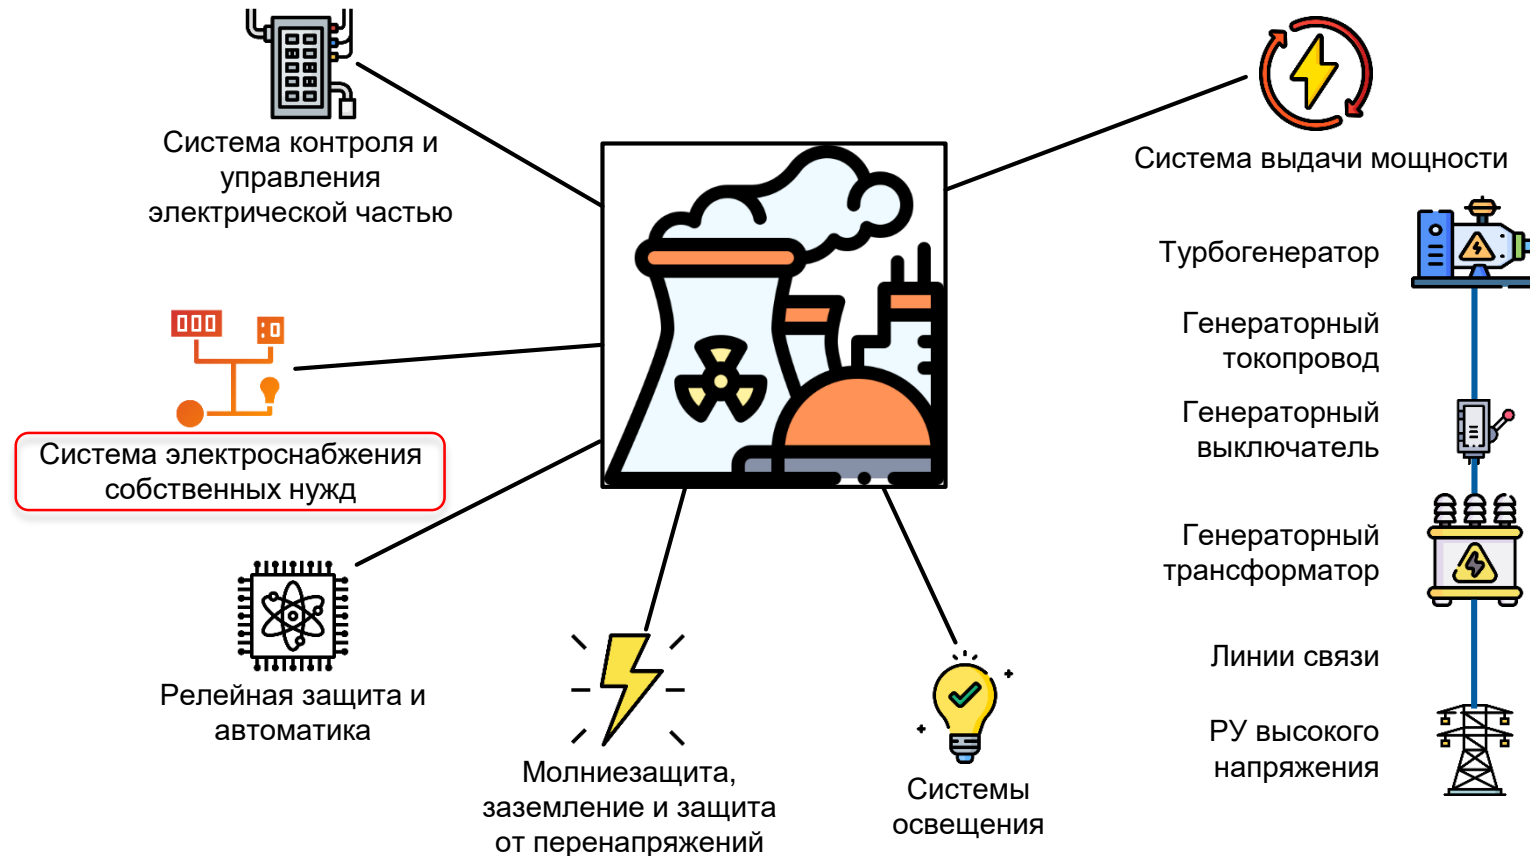 Система контроля и
управления
электрической частью
Система выдачи мощности
Турбогенератор
Генераторный
токопровод
Генераторный
выключатель
Генераторный
трансформатор
Линии связи
РУ высокого
напряжения
Система электроснабжения
собственных нужд
Релейная защита и
автоматика
Молниезащита,
заземление и защита
от перенапряжений
Системы
освещения